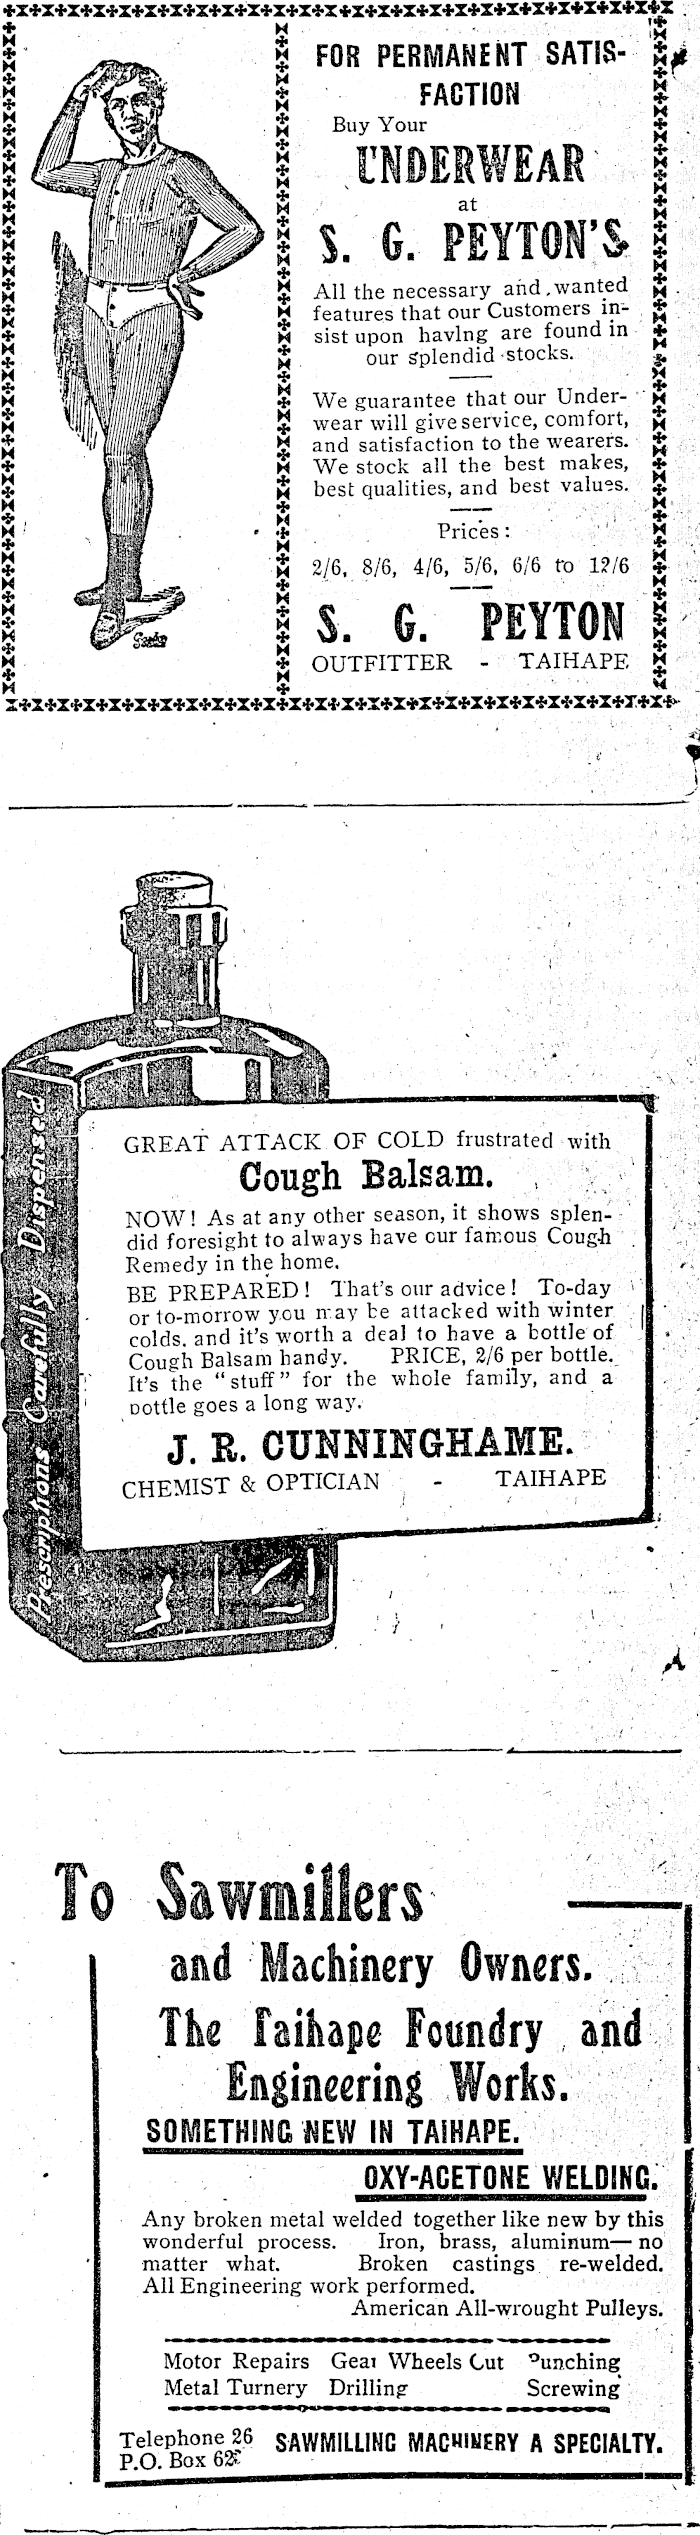 FOR PERMANENT SATIS-
FACTION
Buy Your
UNDERWEAR
at
S. G. PEYTON'S
All the necessary and wanted
features that our Customers in-
sist upon having are found in
our splendid stocks.
We guarantee that our Under-
wear will give service, comfort,
and satisfaction to the wearers.
We stock all the best makes,
best qualities, and best values.
Prices:
2/6, 8/6, 4/6, 5/6, 6/6 to 12/6
S. G. PEYTON
OUTFITTER - TAIHAPE
Prescriptions Carefully Dispensed
GREAT ATTACK OF COLD frustrated with
Cough Balsam.
NOW! As at any other season, it shows splen-
did foresight to always have our famous Cough
Remedy in the home.
BE PREPARED! That's our advice! To-day
or to-morrow you may be attacked with winter
colds, and it's worth a deal to have a bottle of
Cough Balsam handy. PRICE, 2/6 per bottle.
It's the "stuff" for the whole family, and a
bottle goes a long way.
J. R. CUNNINGHAME.
CHEMIST & OPTICIAN - TAIHAPE
To Sawmillers
and Machinery Owners.
The Taihape Foundry and
Engineering Works.
SOMETHING NEW IN TAIHAPE.
OXY-ACETONE WELDING.
Any broken metal welded together like new by this
wonderful process. Iron, brass, aluminum—no
matter what. Broken castings re-welded.
All Engineering work performed.
American All-wrought Pulleys.
Motor Repairs Gear Wheels Cut Punching
Metal Turnery Drilling Screwing
Telephone 26 SAWMILLING MACHINERY A SPECIALTY.
P.O. Box